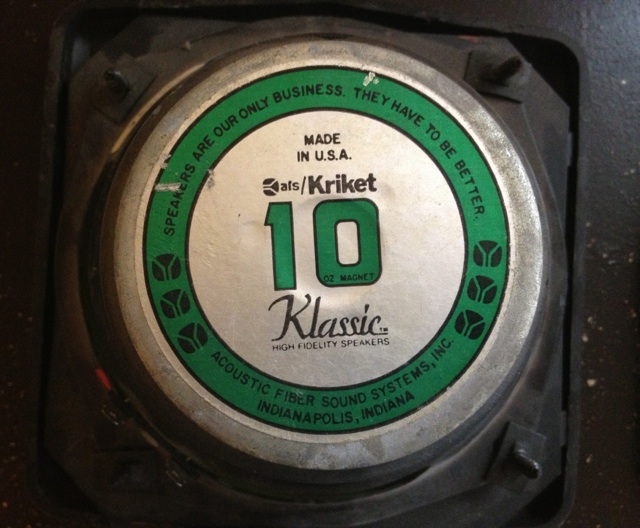 SPEAKERS ARE OUR ONLY BUSINESS. THEY HAVE TO BE BETTER.
MADE
IN U.S.A.
afs/Kriket
10
OZ MAGNET
Klassic TM
HIGH FIDELITY SPEAKERS
ACOUSTIC FIBER SOUND SYSTEMS, INC.
INDIANAPOLIS, INDIANA